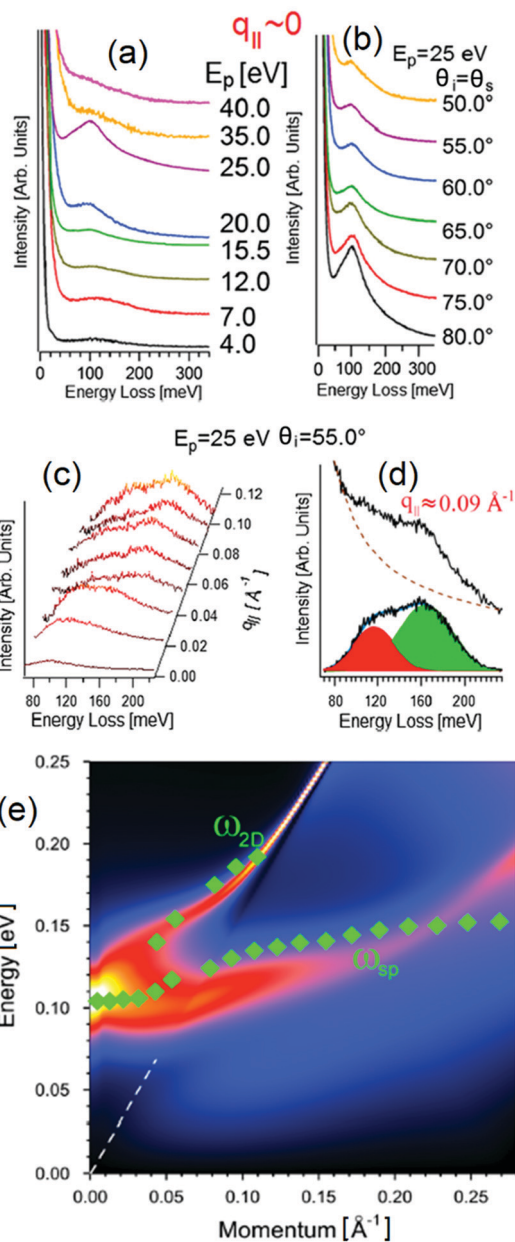 q||~0
(a)
Ep [eV]
40.0
35.0
25.0
20.0
15.5
12.0
7.0
4.0
Intensity [Arb. Units]
0 100 200 300
Energy Loss [meV]
(b)
Ep=25 eV
θi=θs
50.0°
55.0°
60.0°
65.0°
70.0°
75.0°
80.0°
Intensity [Arb. Units]
0 100 200 300
Energy Loss [meV]
Ep=25 eV θi=55.0°
(c)
Intensity [Arb. Units]
0.12
0.10
0.08
0.06
0.04
0.02
0.00
q// [Å⁻¹]
80 120 160 200
Energy Loss [meV]
(d)
q||≈0.09 Å⁻¹
Intensity [Arb. Units]
80 120 160 200
Energy Loss [meV]
(e)
0.25
0.20
0.15
0.10
0.05
0.00
Energy [eV]
ω2D
ωsp
0.00 0.05 0.10 0.15 0.20 0.25
Momentum [Å⁻¹]